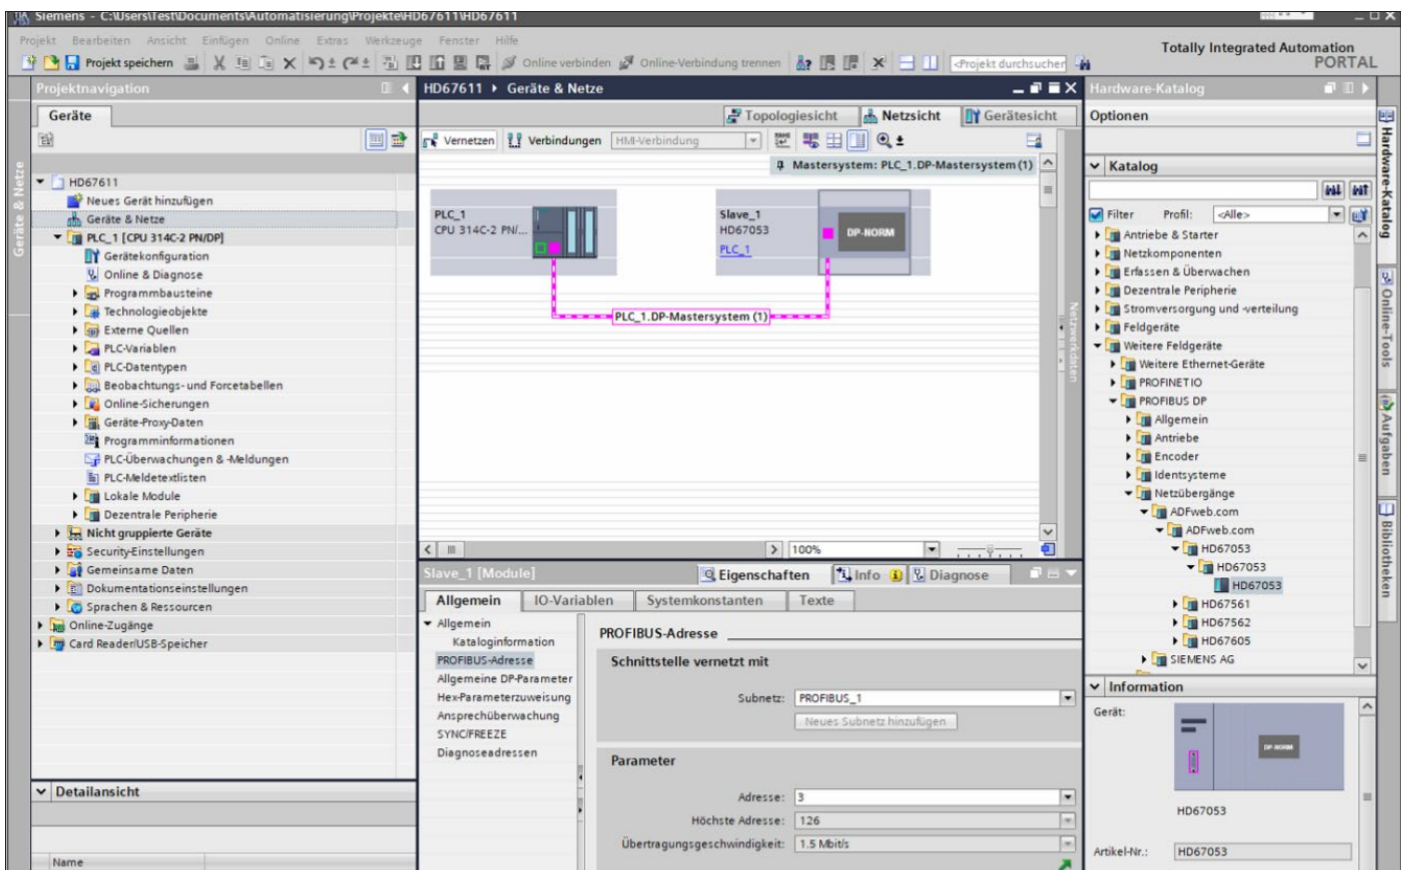 Siemens - C:\Users\Test\Documents\Automatisierung\Projekte\HD67611\HD67611
Projekt Bearbeiten Ansicht Einfügen Online Extras Werkzeuge Fenster Hilfe
Totally Integrated Automation
PORTAL
Projekt speichern
Online verbinden
Online-Verbindung trennen
<Projekt durchsuchen
Projektnavigation
Geräte
Geräte & Netze
HD67611
Neues Gerät hinzufügen
Geräte & Netze
PLC_1 [CPU 314C-2 PN/DP]
Gerätekonfiguration
Online & Diagnose
Programmbausteine
Technologieobjekte
Externe Quellen
PLC-Variablen
PLC-Datentypen
Beobachtungs- und Forcetabellen
Online-Sicherungen
Geräte-Proxy-Daten
Programminformationen
PLC-Überwachungen & -Meldungen
PLC-Meldetextlisten
Lokale Module
Dezentrale Peripherie
Nicht gruppierte Geräte
Security-Einstellungen
Gemeinsame Daten
Dokumentationseinstellungen
Sprachen & Ressourcen
Online-Zugänge
Card Reader/USB-Speicher
Detailansicht
Name
HD67611 Geräte & Netze
Topologiesicht Netzsicht Gerätesicht
Vernetzen Verbindungen HMI-Verbindung
Mastersystem: PLC_1.DP-Mastersystem (1)
PLC_1
CPU 314C-2 PN/...
Slave_1
HD67053
PLC_1
DP-NORM
PLC_1.DP-Mastersystem (1)
Netzwerkdaten
100%
Slave_1 [Module]
Eigenschaften Info Diagnose
Allgemein IO-Variablen Systemkonstanten Texte
Allgemein
Kataloginformation
PROFIBUS-Adresse
Allgemeine DP-Parameter
Hex-Parameterzuweisung
Ansprechüberwachung
SYNC/FREEZE
Diagnoseadressen
PROFIBUS-Adresse
Schnittstelle vernetzt mit
Subnetz: PROFIBUS_1
Neues Subnetz hinzufügen
Parameter
Adresse: 3
Höchste Adresse: 126
Übertragungsgeschwindigkeit: 1.5 Mbit/s
Hardware-Katalog
Optionen
Katalog
Filter Profil: <Alle>
Antriebe & Starter
Netzkomponenten
Erfassen & Überwachen
Dezentrale Peripherie
Stromversorgung und -verteilung
Feldgeräte
Weitere Feldgeräte
Weitere Ethernet-Geräte
PROFINET IO
PROFIBUS DP
Allgemein
Antriebe
Encoder
Identsysteme
Netzübergänge
ADFweb.com
ADFweb.com
HD67053
HD67053
HD67053
HD67561
HD67562
HD67605
SIEMENS AG
Information
Gerät:
DP-NORM
HD67053
Artikel-Nr.: HD67053
Hardware-Katalog
Online-Tools
Aufgaben
Bibliotheken